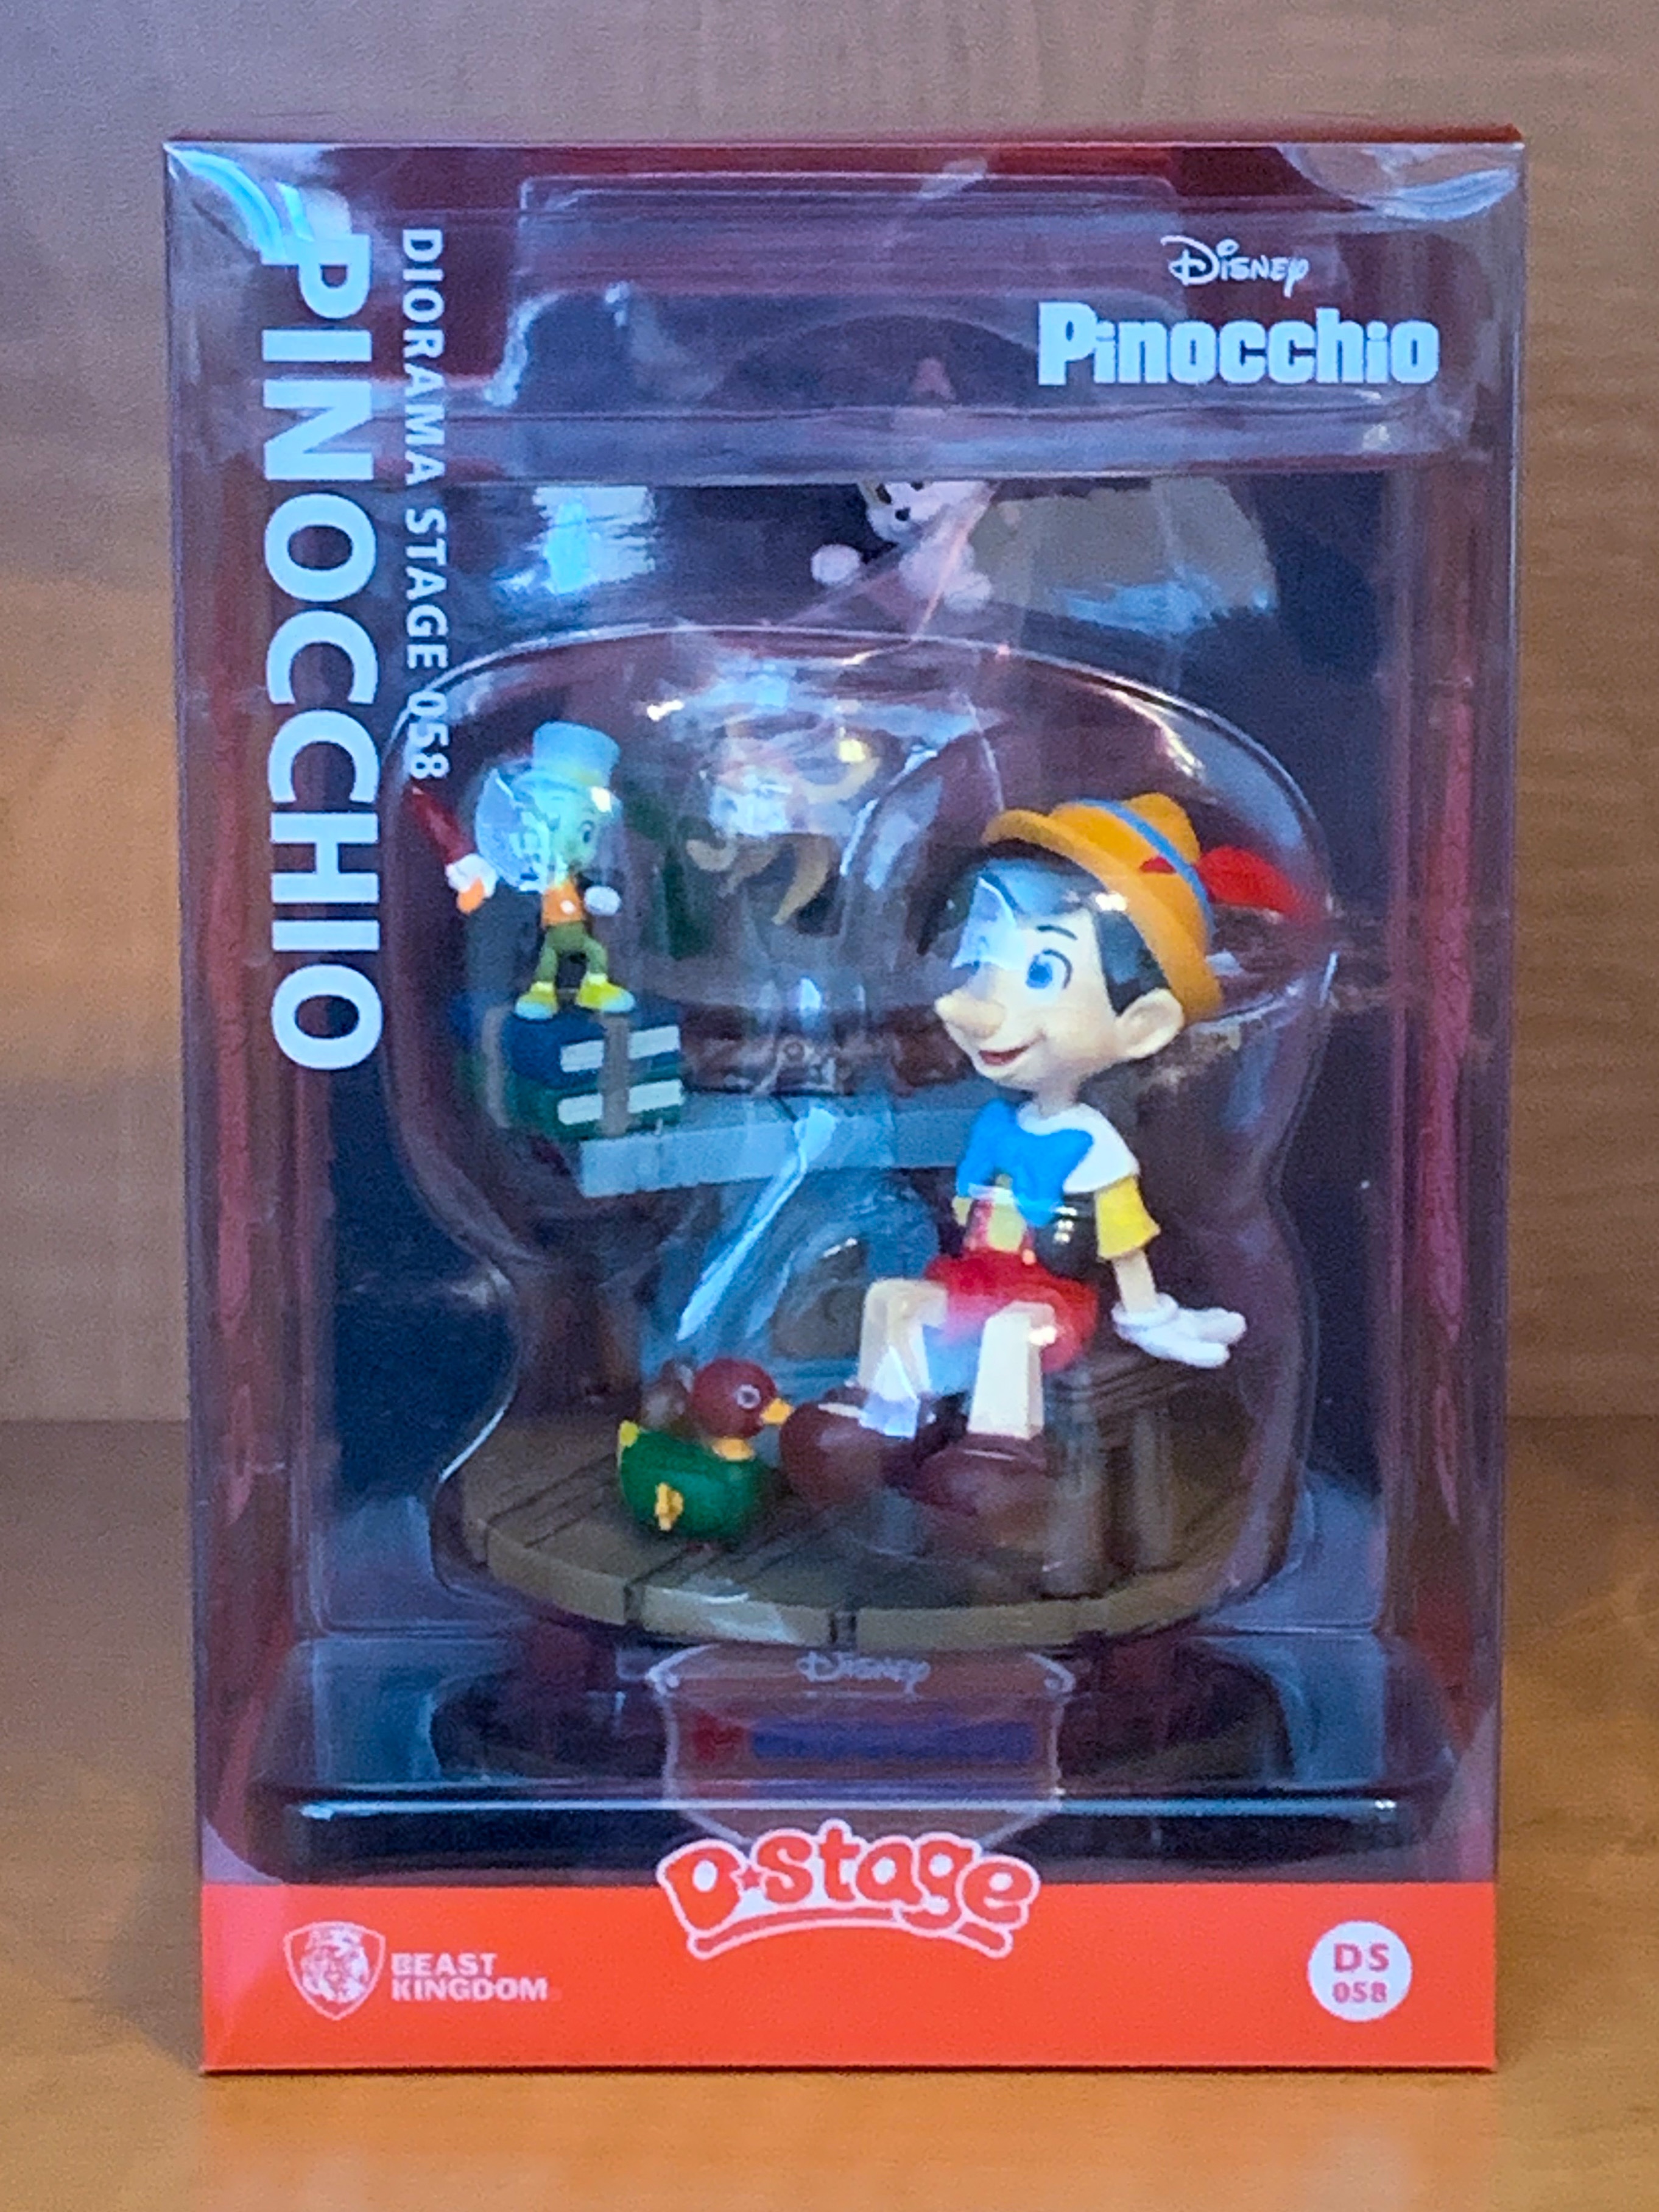 DIORAMA STAGE 058
PINOCCHIO
Disney
Pinocchio
Disney
D★Stage
BEAST
KINGDOM
DS
058